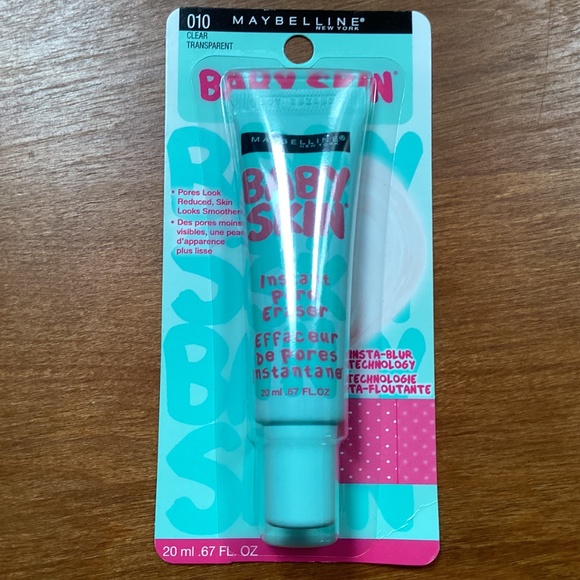 010
MAYBELLINE®
NEW YORK
CLEAR
TRANSPARENT
BABY SKIN®
MAYBELLINE®
NEW YORK
BABY
SKIN
• Pores Look
Reduced, Skin
Looks Smoother
• Des pores moins
visibles, une peau
d'apparence
plus lisse
Instant
Pore
Eraser
Effaceur
De Pores
Instantané
20 ml .67 FL.OZ
INSTA-BLUR
TECHNOLOGY
TECHNOLOGIE
TA-FLOUTANTE
20 ml .67 FL. OZ